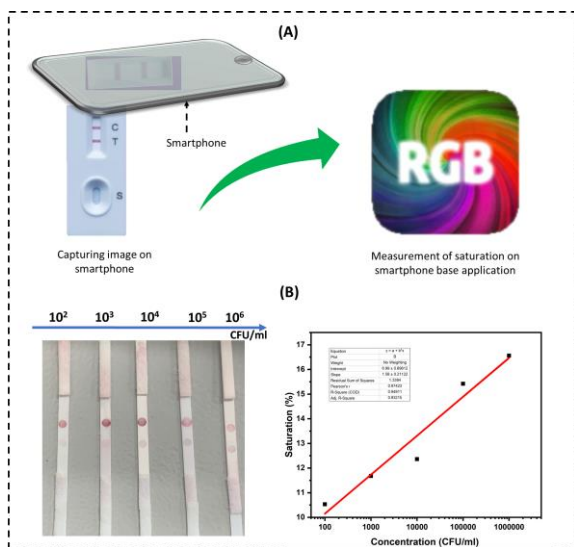 (A)
C
T
S
Smartphone
RGB
Capturing image on
smartphone
Measurement of saturation on
smartphone base application
(B)
10² 10³ 10⁴ 10⁵ 10⁶
CFU/ml
Saturation (%)
17
16
15
14
13
12
11
10
Equation y = a + b*x
Plot B
Weight No Weighting
Intercept
Slope
Residual Sum of Squares
Pearson's r
R-Square (COD)
Adj. R-Square
100 1000 10000 100000 1000000
Concentration (CFU/ml)